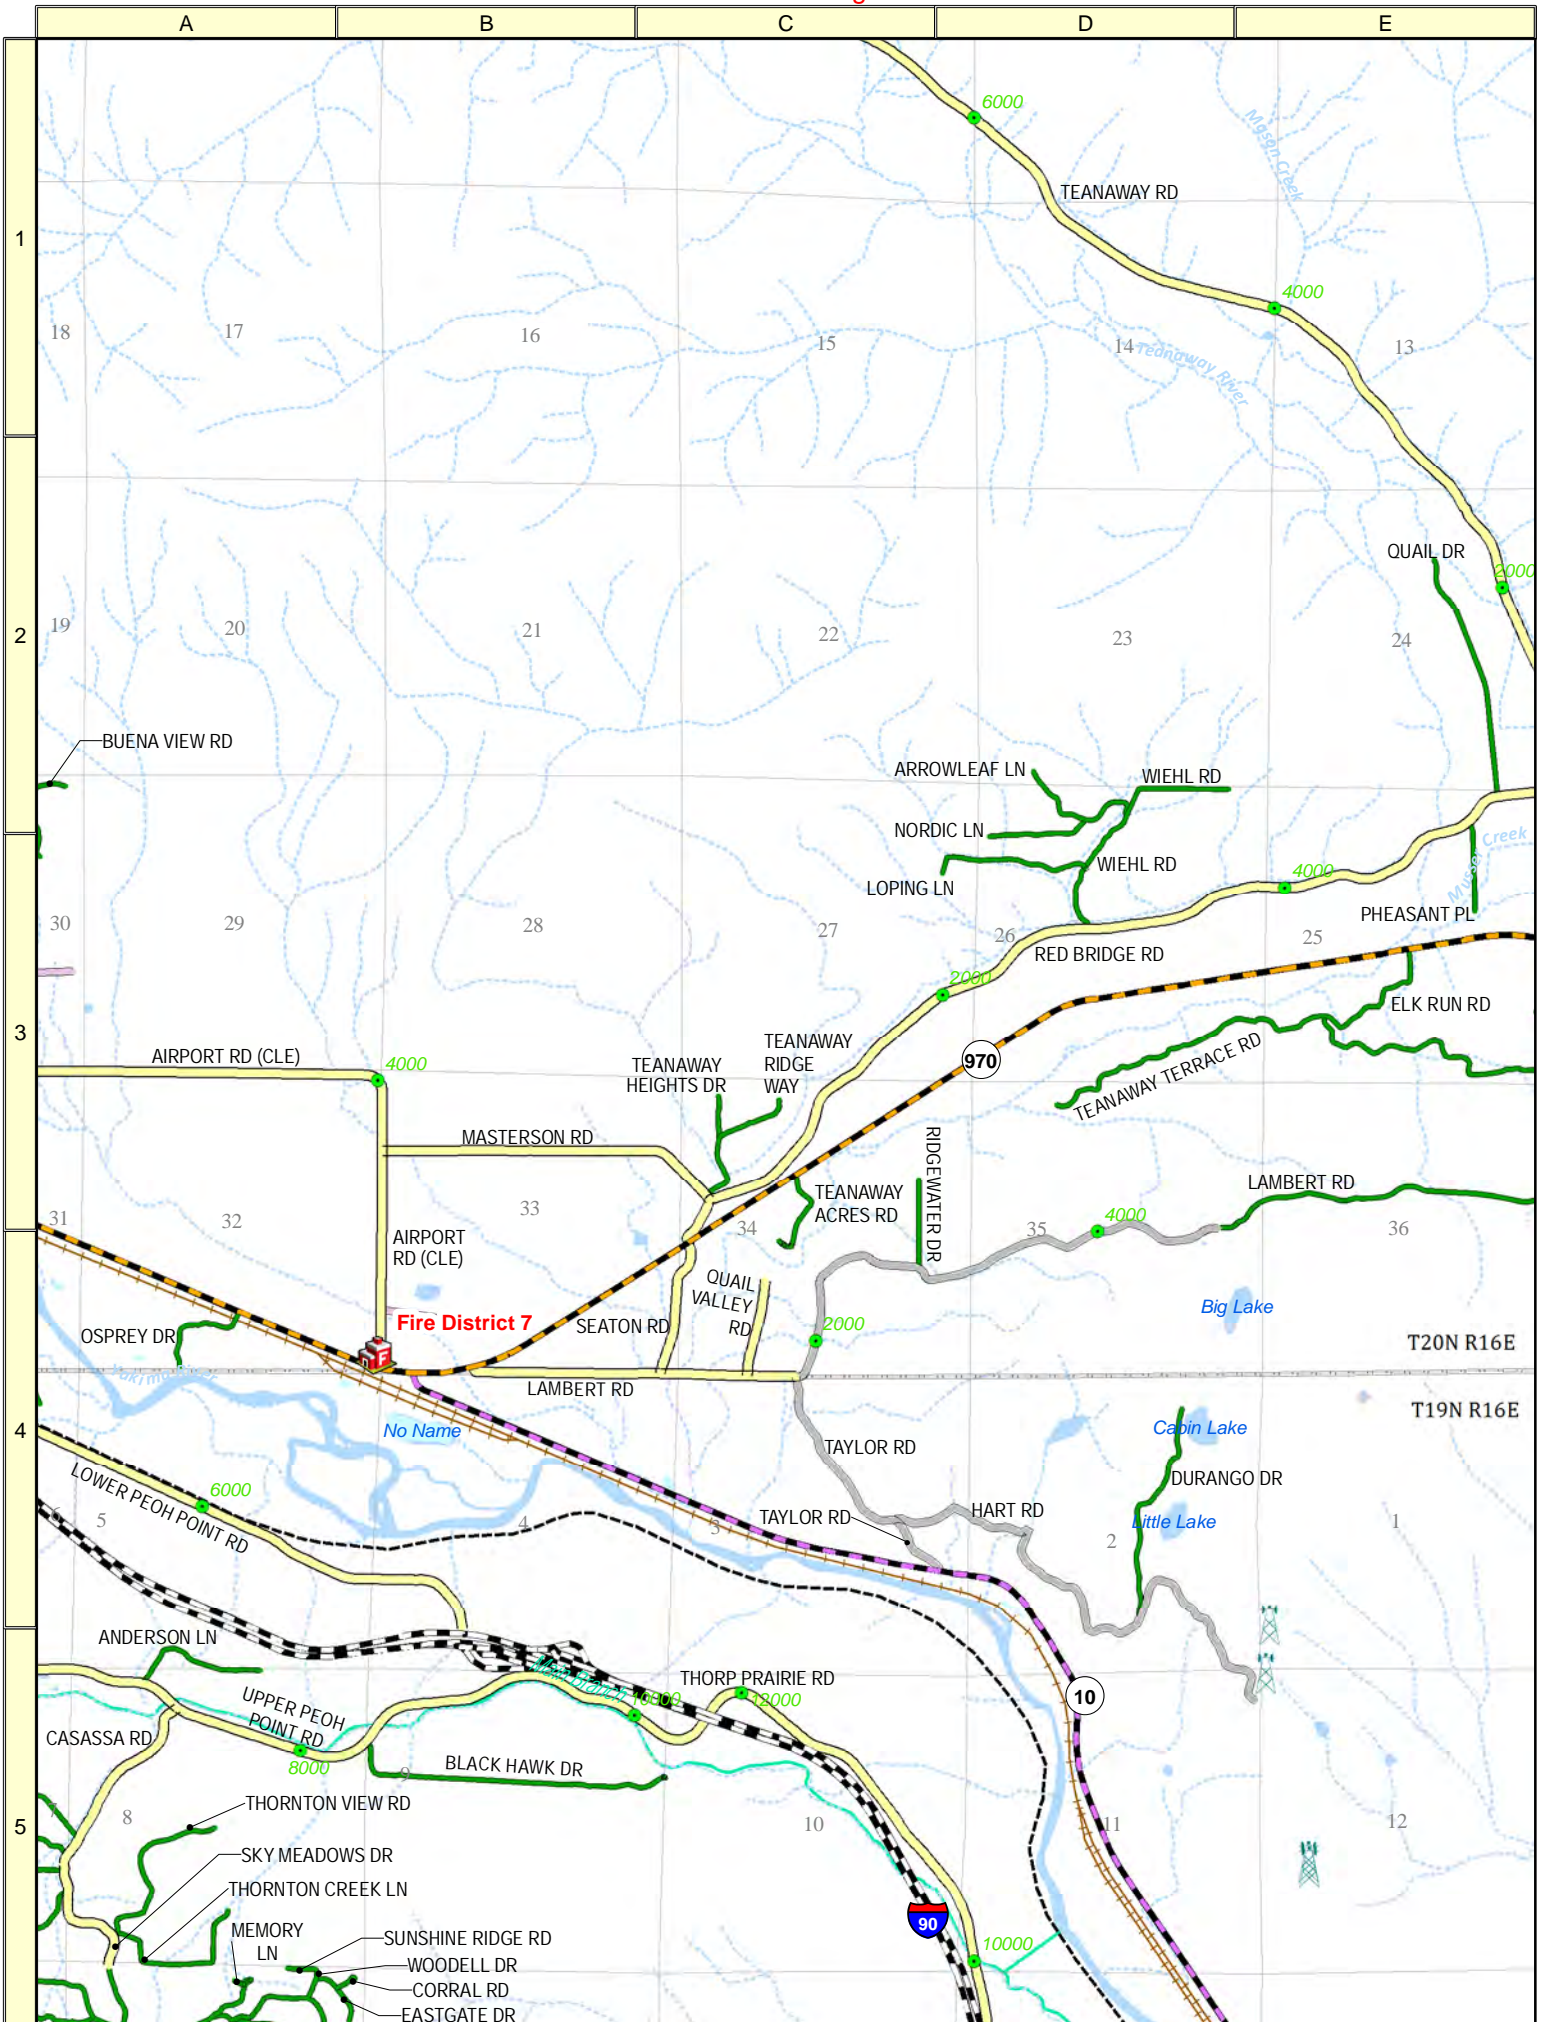 A B C D E
1
2
3
4
5
6000
Mason Creek
TEANAWAY RD
4000
18
17
16
15
14
Teanaway River
13
QUAIL DR
2000
19
20
21
22
23
24
BUENA VIEW RD
ARROWLEAF LN
WIEHL RD
NORDIC LN
WIEHL RD
LOPING LN
4000
Musser Creek
PHEASANT PL
30
29
28
27
26
25
RED BRIDGE RD
2000
ELK RUN RD
AIRPORT RD (CLE)
4000
TEANAWAY
HEIGHTS DR
TEANAWAY
RIDGE
WAY
970
TEANAWAY TERRACE RD
MASTERSON RD
RIDGEWATER DR
TEANAWAY
ACRES RD
LAMBERT RD
31
32
33
34
35
4000
36
AIRPORT
RD (CLE)
QUAIL
VALLEY
RD
Big Lake
OSPREY DR
Fire District 7
SEATON RD
2000
T20N R16E
Yakima River
LAMBERT RD
T19N R16E
No Name
Cabin Lake
TAYLOR RD
DURANGO DR
LOWER PEOH POINT RD
6000
TAYLOR RD
HART RD
Little Lake
6
5
4
3
2
1
ANDERSON LN
Main Branch
10000
THORP PRAIRIE RD
12000
10
UPPER PEOH
POINT RD
CASASSA RD
8000
BLACK HAWK DR
7
8
9
10
11
12
THORNTON VIEW RD
SKY MEADOWS DR
THORNTON CREEK LN
MEMORY
LN
SUNSHINE RIDGE RD
WOODELL DR
CORRAL RD
EASTGATE DR
90
10000